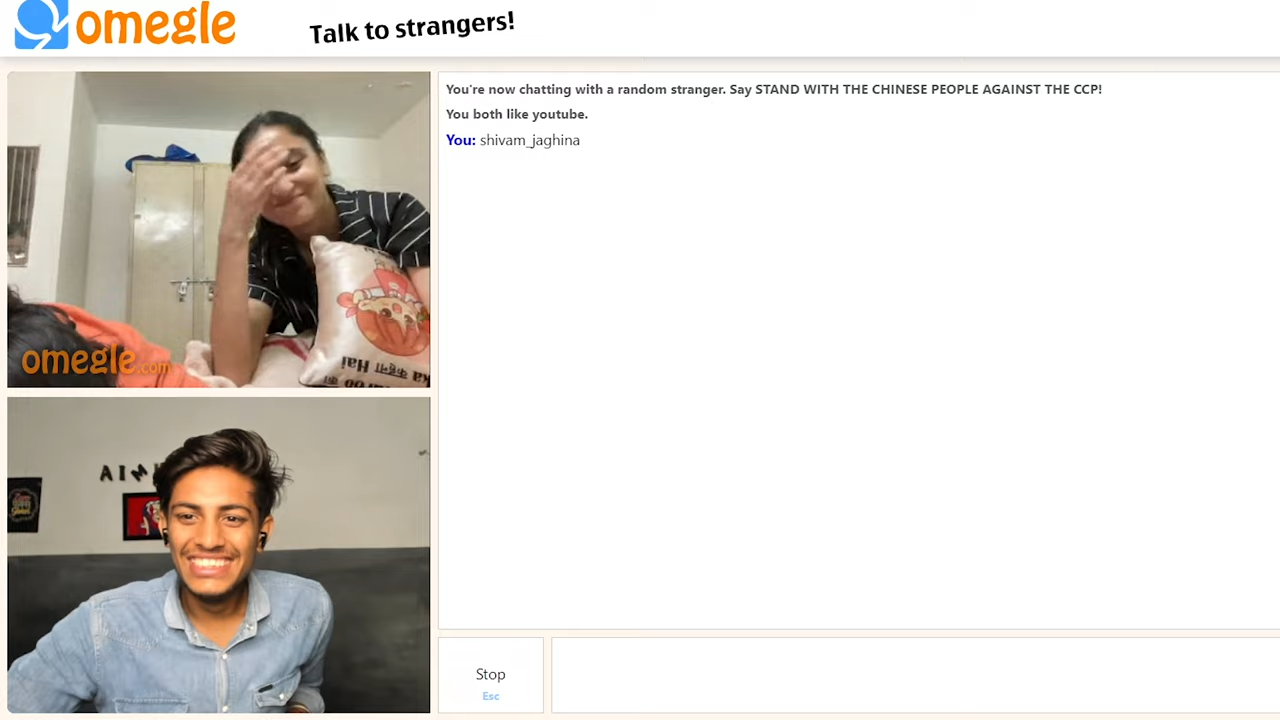 omegle
Talk to strangers!
You're now chatting with a random stranger. Say STAND WITH THE CHINESE PEOPLE AGAINST THE CCP!
You both like youtube.
You: shivam_jaghina
omegle.com
Stop
Esc